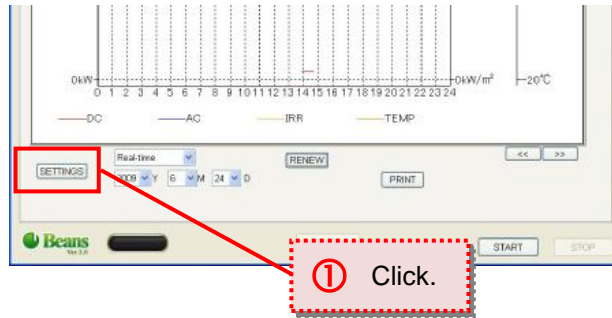 0kW 0kW/m² -20℃
0 1 2 3 4 5 6 7 8 9 10 11 12 13 14 15 16 17 18 19 20 21 22 23 24
DC AC IRR TEMP
Real-time RENEW << >>
SETTINGS 2009 Y 6 M 24 D PRINT
Beans START STOP
Ver.3.0
① Click.